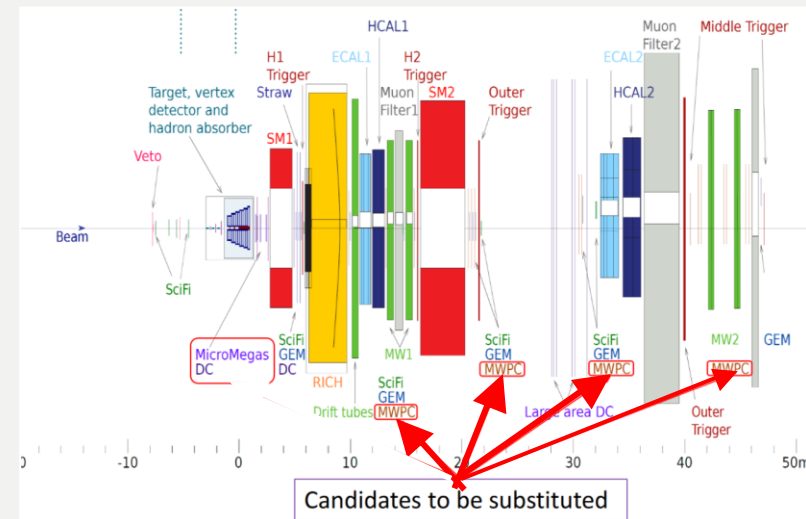 HCAL1
Muon
Filter2
Middle Trigger
H1
Trigger
ECAL1
H2
Trigger
ECAL2
Straw
Muon
Filter1
SM2
Outer
Trigger
HCAL2
Target, vertex
detector and
hadron absorber
SM1
Veto
Beam
SciFi
MicroMegas
DC
SciFi
GEM
DC
RICH
Drift tubes
MW1
SciFi
GEM
MWPC
SciFi
GEM
MWPC
Large area DC
SciFi
GEM
MWPC
Outer
Trigger
MW2
MWPC
GEM
0
-10
0
10
20
30
40
50m
Candidates to be substituted